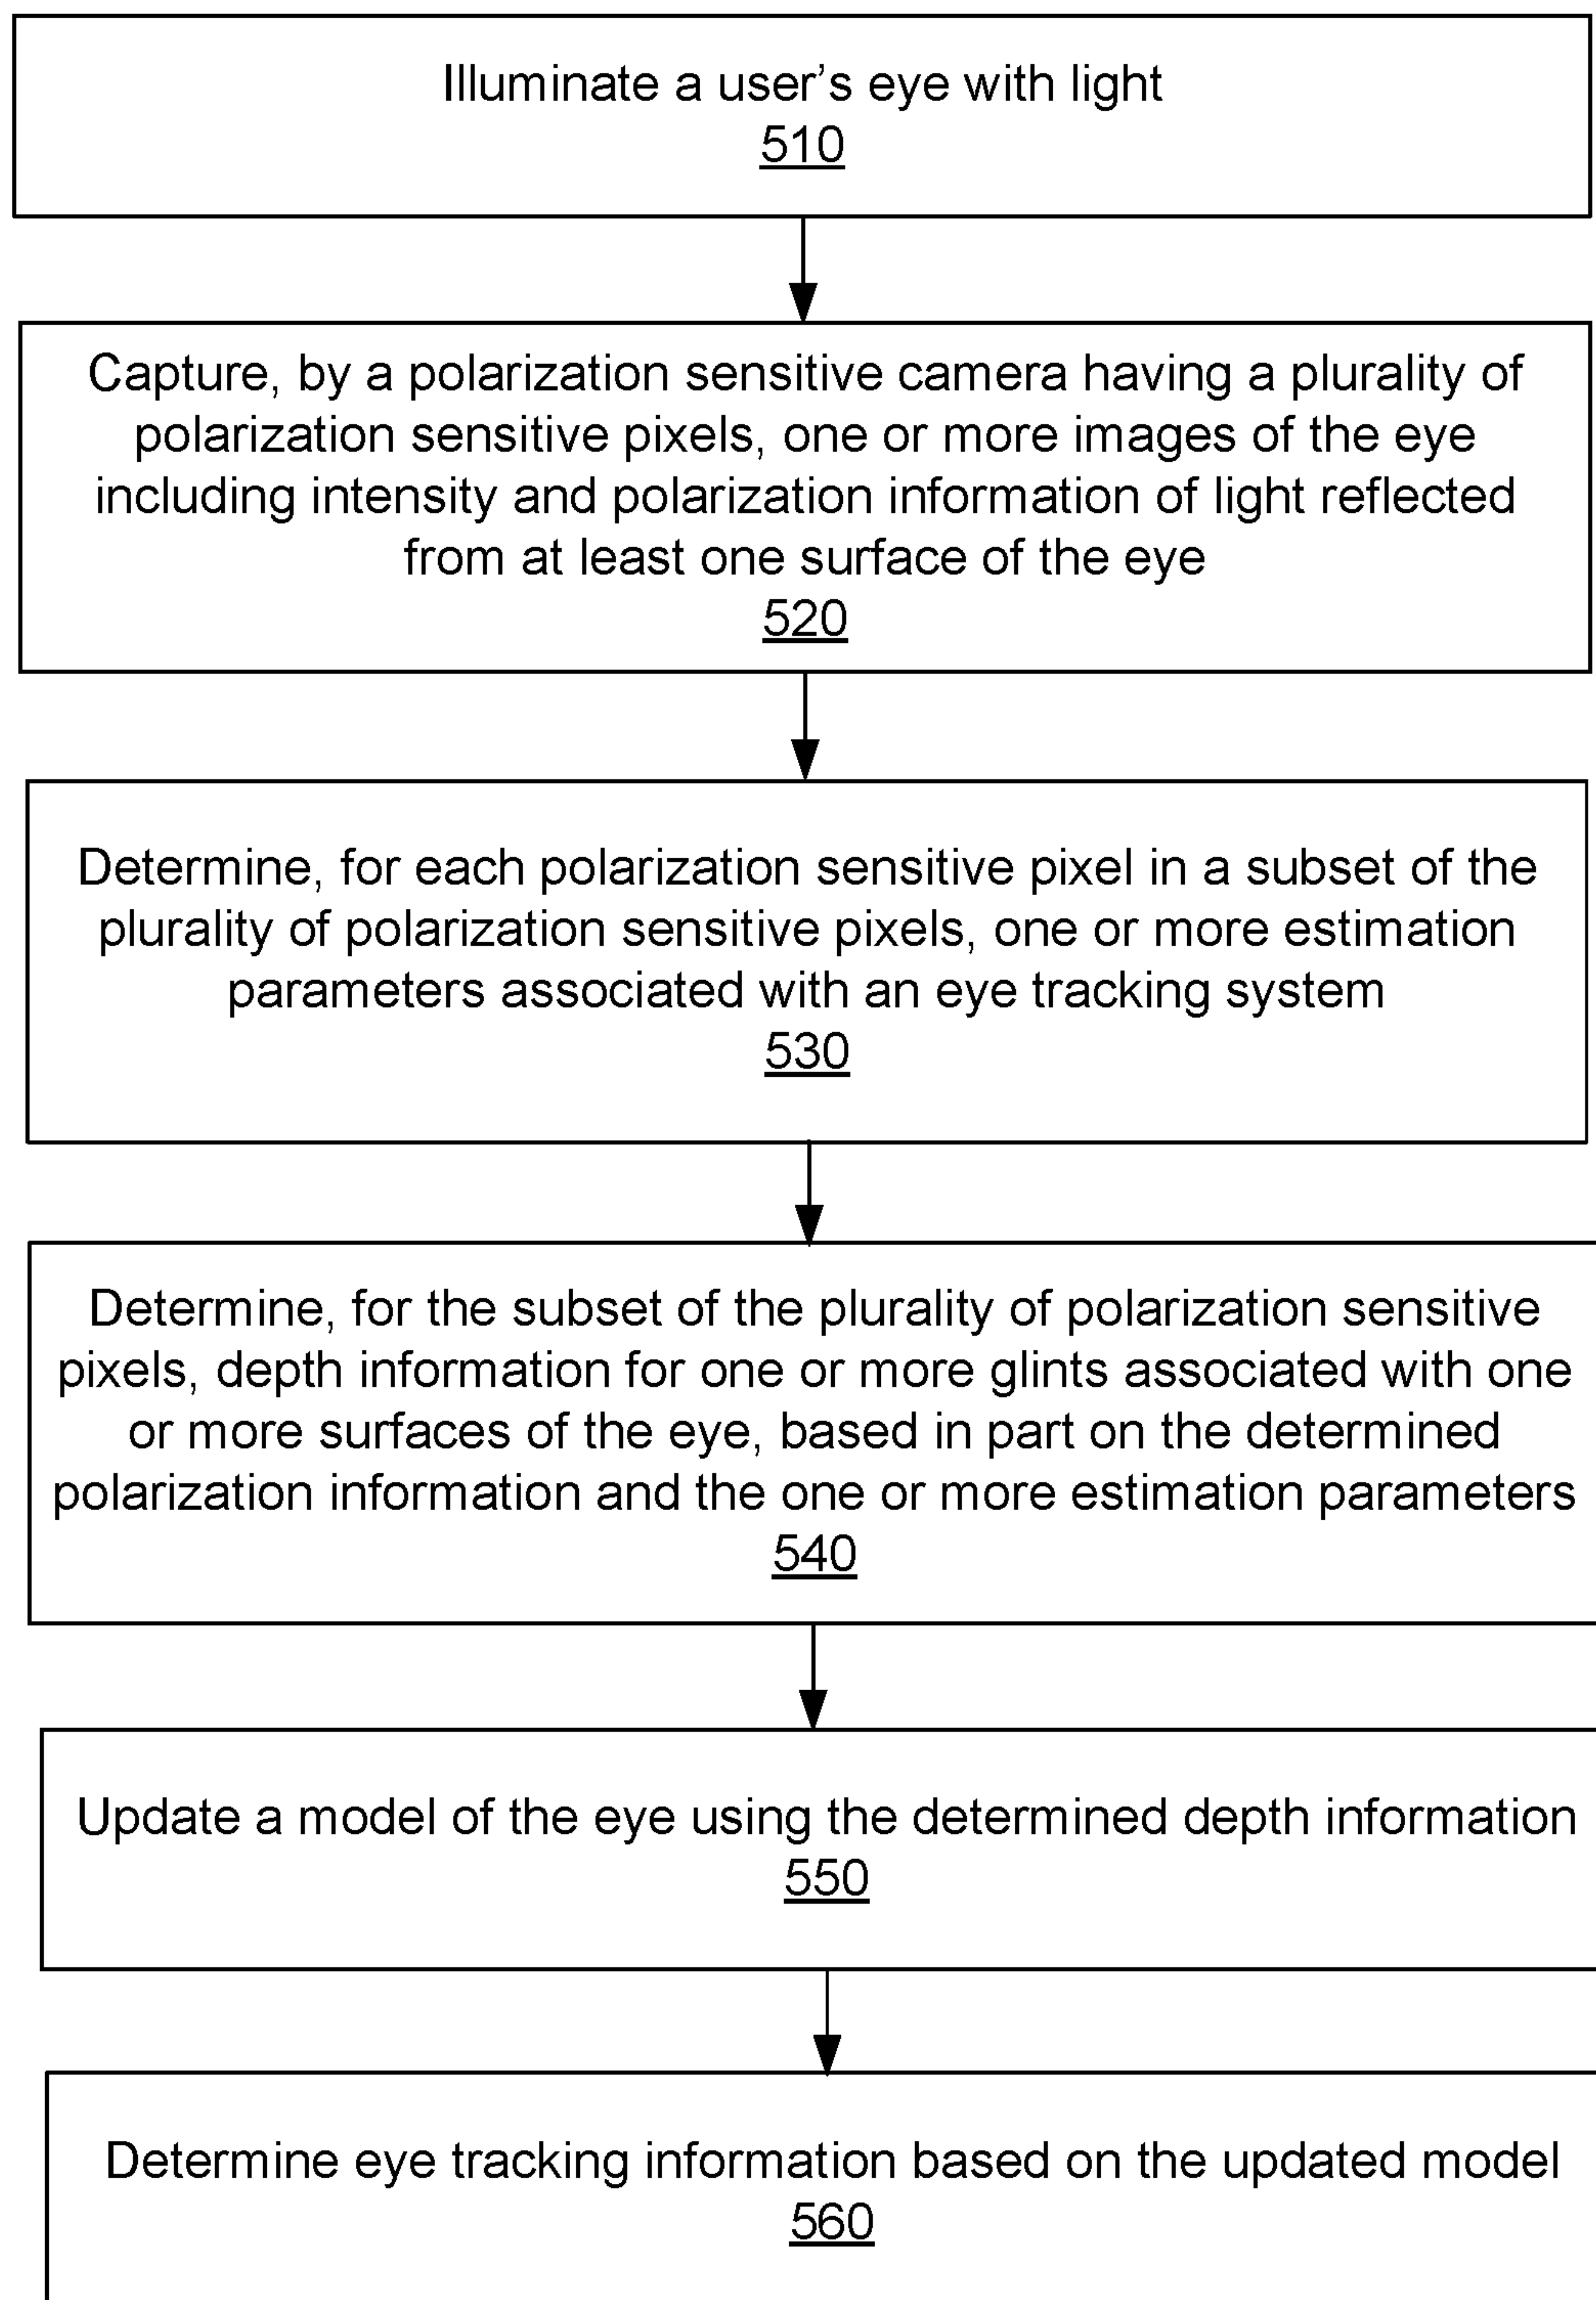 Illuminate a user’s eye with light
510
Capture, by a polarization sensitive camera having a plurality of
polarization sensitive pixels, one or more images of the eye
including intensity and polarization information of light reflected
from at least one surface of the eye
520
Determine, for each polarization sensitive pixel in a subset of the
plurality of polarization sensitive pixels, one or more estimation
parameters associated with an eye tracking system
530
Determine, for the subset of the plurality of polarization sensitive
pixels, depth information for one or more glints associated with one
or more surfaces of the eye, based in part on the determined
polarization information and the one or more estimation parameters
540
Update a model of the eye using the determined depth information
550
Determine eye tracking information based on the updated model
560